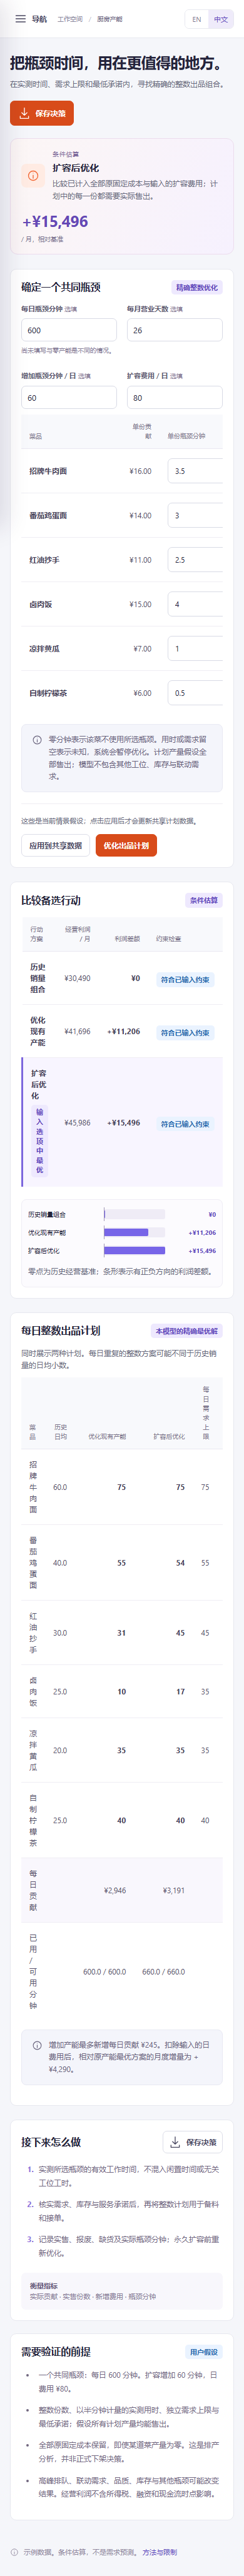 导航 工作空间 / 厨房产能 EN 中文
把瓶颈时间，用在更值得的地方。
在实测时间、需求上限和最低承诺内，寻找精确的整数出品组合。
保存决策
条件估算
扩容后优化
比较已计入全部原固定成本与输入的扩容费用；计
划中的每一份都需要实际售出。
+¥15,496
/ 月，相对基准
确定一个共同瓶颈 精确整数优化
每日瓶颈分钟 选填 每月营业天数 选填
600 26
尚未填写与零产能是不同的情况。
增加瓶颈分钟 / 日 选填 扩容费用 / 日 选填
60 80
菜品 单份贡献 单份瓶颈分钟
招牌牛肉面 ¥16.00 3.5
番茄鸡蛋面 ¥14.00 3
红油抄手 ¥11.00 2.5
卤肉饭 ¥15.00 4
凉拌黄瓜 ¥7.00 1
自制柠檬茶 ¥6.00 0.5
零分钟表示该菜不使用所选瓶颈。用时或需求留
空表示未知，系统会暂停优化。计划产量假设全
部售出；模型不包含其他工位、库存与联动需
求。
这些是当前情景假设；点击应用后才会更新共享计划数据。
应用到共享数据 优化出品计划
比较备选行动 条件估算
行动方案 经营利润 / 月 利润差额 约束检查
历史销量组合 ¥30,490 ¥0 符合已输入约束
优化现有产能 ¥41,696 +¥11,206 符合已输入约束
扩容后优化 输入选项中最优 ¥45,986 +¥15,496 符合已输入约束
历史销量组合 ¥0
优化现有产能 +¥11,206
扩容后优化 +¥15,496
零点为历史经营基准；条形表示有正负方向的利润差额。
每日整数出品计划 本模型的精确最优解
同时展示两种计划。每日重复的整数方案可能不同于历史销
量的日均小数。
菜品 历史日均 优化现有产能 扩容后优化 每日需求上限
招牌牛肉面 60.0 75 75 75
番茄鸡蛋面 40.0 55 54 55
红油抄手 30.0 31 45 45
卤肉饭 25.0 10 17 35
凉拌黄瓜 20.0 35 35 35
自制柠檬茶 25.0 40 40 40
每日贡献 ¥2,946 ¥3,191
已用 / 可用分钟 600.0 / 600.0 660.0 / 660.0
增加产能最多新增每日贡献 ¥245。扣除输入的日
费用后，相对原产能最优方案的月度增量为 +
¥4,290。
接下来怎么做 保存决策
1. 实测所选瓶颈的有效工作时间，不混入闲置时间或无关
工位工时。
2. 核实需求、库存与服务承诺后，再将整数计划用于备料
和接单。
3. 记录实售、报废、缺货及实际瓶颈分钟；永久扩容前重
新优化。
衡量指标
实际贡献 · 实售份数 · 新增费用 · 瓶颈分钟
需要验证的前提 用户假设
• 一个共同瓶颈：每日 600 分钟。扩容增加 60 分钟，日
费用 ¥80。
• 整数份数、以半分钟计量的实测用时、独立需求上限与
最低承诺；假设所有计划产量均能售出。
• 全部原固定成本保留，即使某道菜产量为零。这是排产
分析，并非正式下架决策。
• 高峰排队、联动需求、品质、库存与其他瓶颈可能改变
结果。经营利润不含所得税、融资和现金流时点影响。
示例数据。条件估算，不是需求预测。 方法与限制